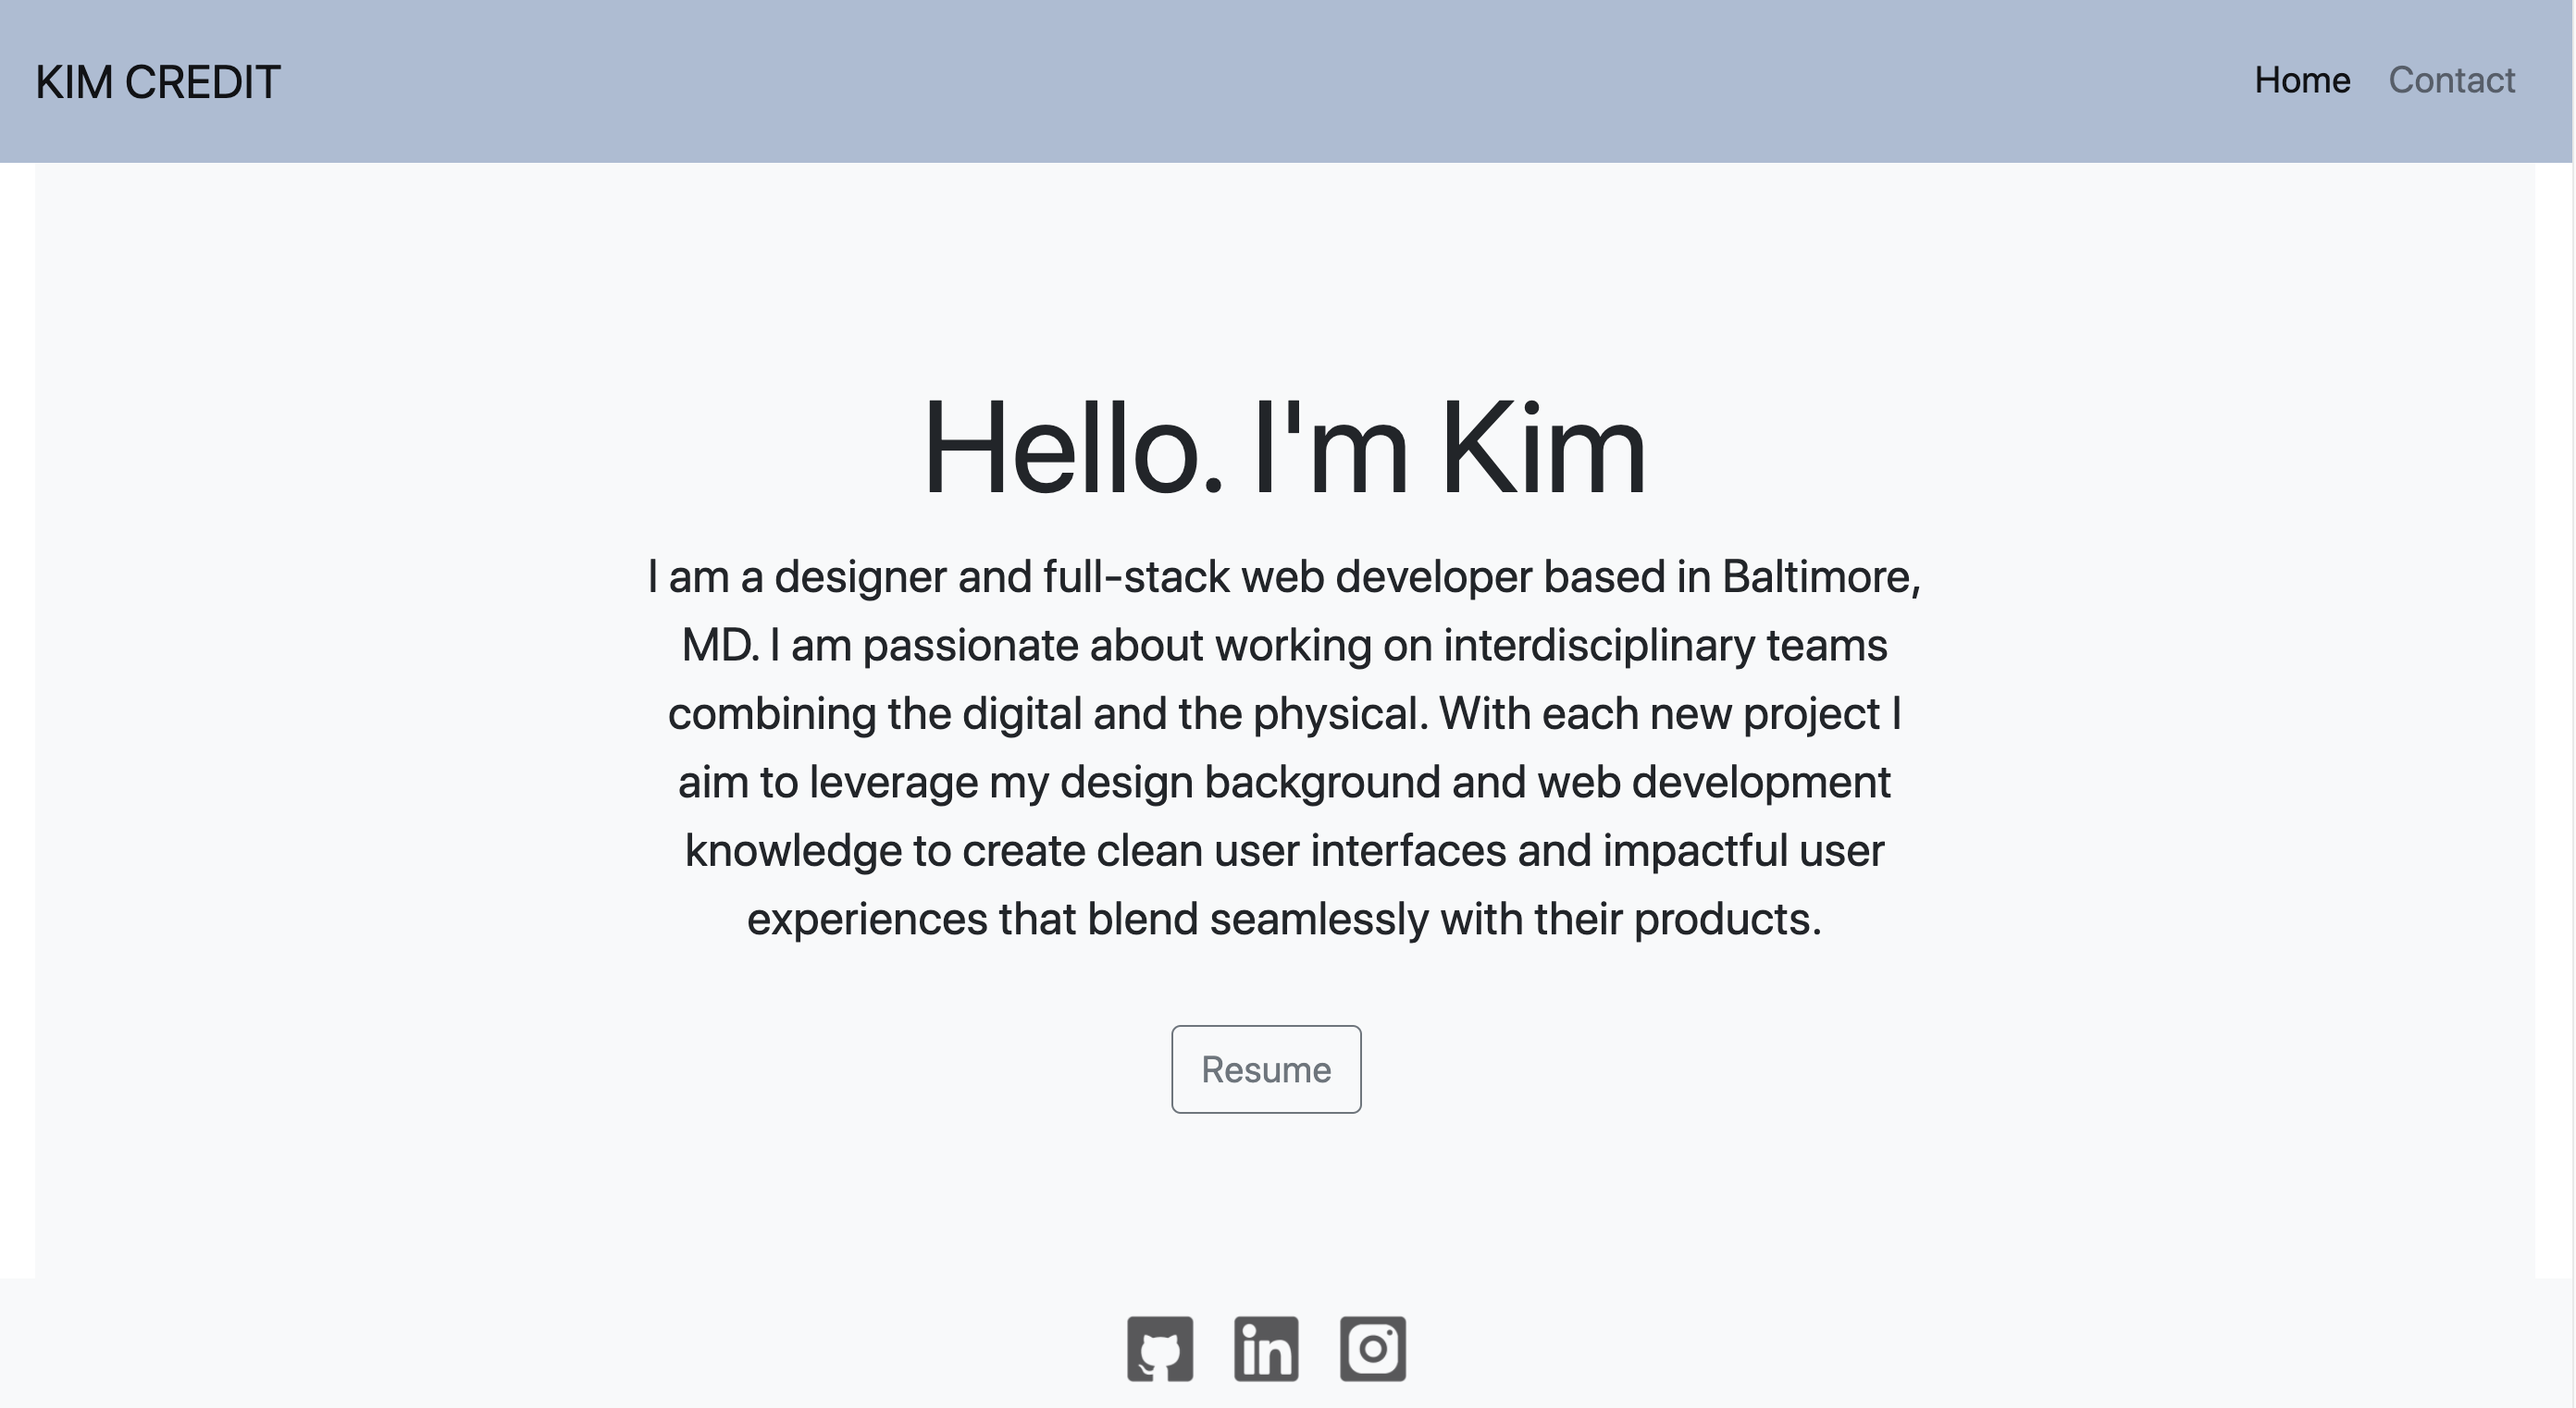 KIM CREDIT
Home Contact
Hello. I'm Kim
I am a designer and full-stack web developer based in Baltimore,
MD. I am passionate about working on interdisciplinary teams
combining the digital and the physical. With each new project I
aim to leverage my design background and web development
knowledge to create clean user interfaces and impactful user
experiences that blend seamlessly with their products.
Resume
in